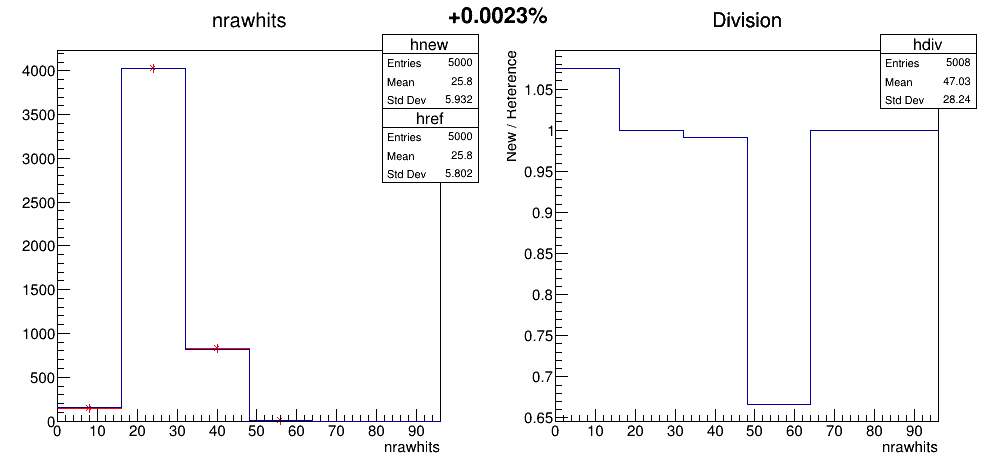 +0.0023%
nrawhits
hnew
Entries 5000
Mean 25.8
Std Dev 5.932
href
Entries 5000
Mean 25.8
Std Dev 5.802
4000
3500
3000
2500
2000
1500
1000
500
0
0 10 20 30 40 50 60 70 80 90
nrawhits
Division
hdiv
Entries 5008
Mean 47.03
Std Dev 28.24
New / Reference
1.05
1
0.95
0.9
0.85
0.8
0.75
0.7
0.65
0 10 20 30 40 50 60 70 80 90
nrawhits